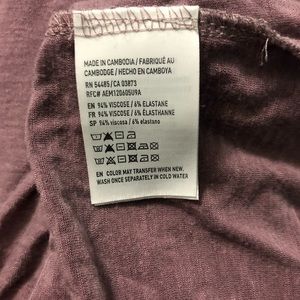 MADE IN CAMBODIA / FABRIQUÉ AU
CAMBODGE / HECHO EN CAMBOYA
RN 54485/CA 03873
RFC# AEM120605U9A
EN 94% VISCOSE / 6% ELASTANE
FR 94% VISCOSE / 6% ÉLASTHANNE
SP 94% viscosa / 6% elastano
EN COLOR MAY TRANSFER WHEN NEW.
WASH ONCE SEPARATELY IN COLD WATER